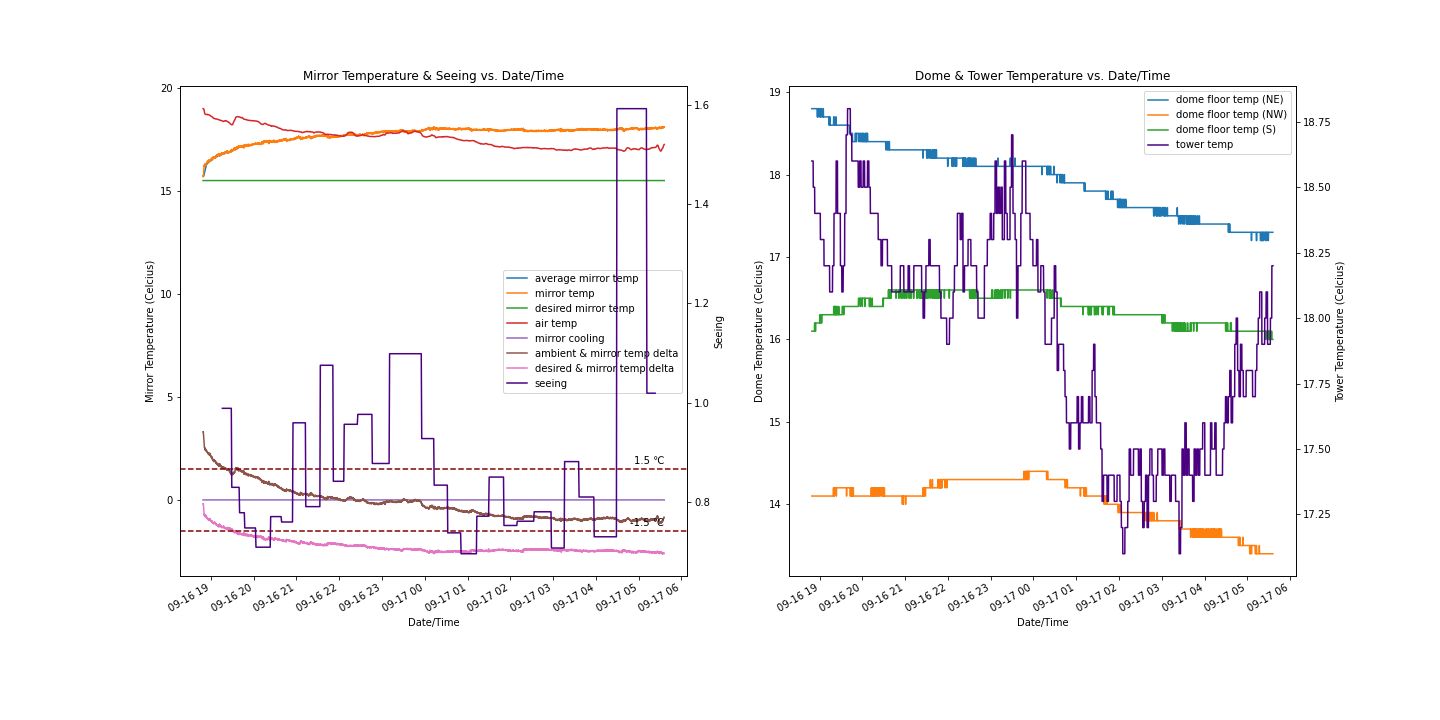 Mirror Temperature & Seeing vs. Date/Time
Mirror Temperature (Celcius)
20
15
10
5
0
1.6
1.4
1.2
1.0
0.8
Seeing
average mirror temp
mirror temp
desired mirror temp
air temp
mirror cooling
ambient & mirror temp delta
desired & mirror temp delta
seeing
1.5 °C
-1.5 °C
09-16 19
09-16 20
09-16 21
09-16 22
09-16 23
09-17 00
09-17 01
09-17 02
09-17 03
09-17 04
09-17 05
09-17 06
Date/Time
Dome & Tower Temperature vs. Date/Time
Dome Temperature (Celcius)
19
18
17
16
15
14
18.75
18.50
18.25
18.00
17.75
17.50
17.25
Tower Temperature (Celcius)
dome floor temp (NE)
dome floor temp (NW)
dome floor temp (S)
tower temp
09-16 19
09-16 20
09-16 21
09-16 22
09-16 23
09-17 00
09-17 01
09-17 02
09-17 03
09-17 04
09-17 05
09-17 06
Date/Time